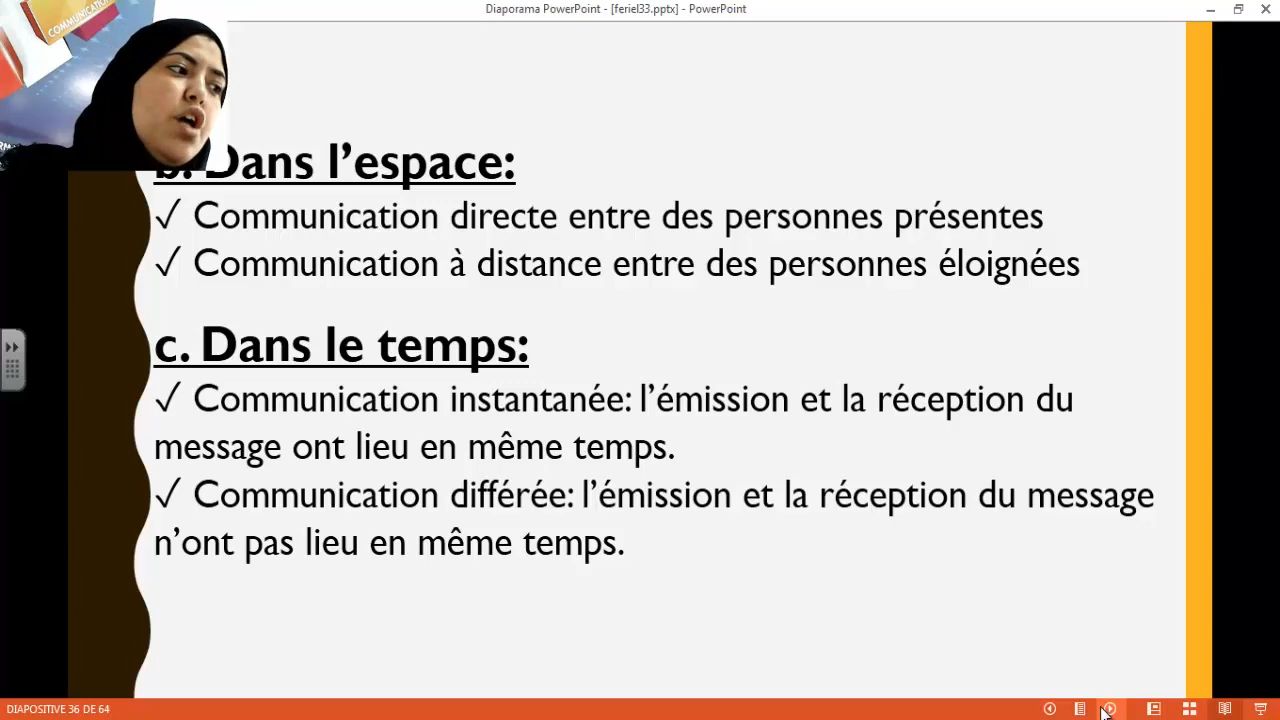 Diaporama PowerPoint - [feriel33.pptx] - PowerPoint
COMMUNICATION
b. Dans l’espace:
✓ Communication directe entre des personnes présentes
✓ Communication à distance entre des personnes éloignées
c. Dans le temps:
✓ Communication instantanée: l’émission et la réception du
message ont lieu en même temps.
✓ Communication différée: l’émission et la réception du message
n’ont pas lieu en même temps.
DIAPOSITIVE 36 DE 64